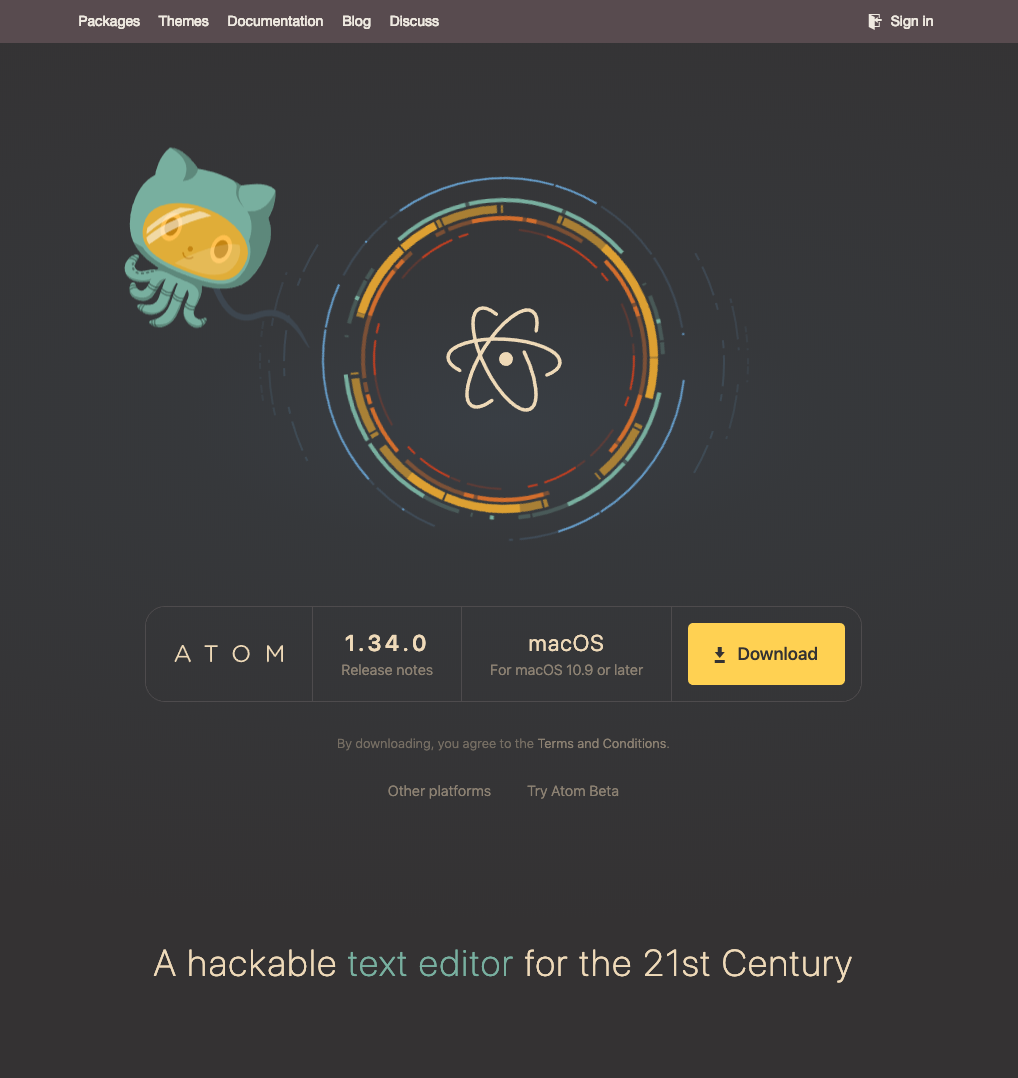 Packages Themes Documentation Blog Discuss Sign in
ATOM
1.34.0
Release notes
macOS
For macOS 10.9 or later
Download
By downloading, you agree to the Terms and Conditions.
Other platforms Try Atom Beta
A hackable text editor for the 21st Century